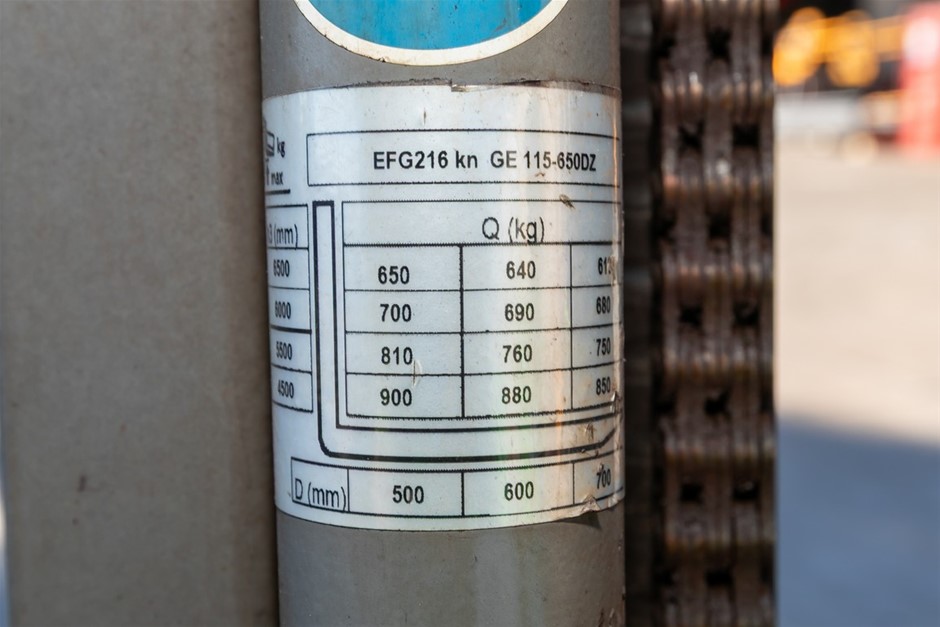 kg
max
EFG216 kn GE 115-650DZ
(mm) Q (kg)
6500 650 640 61
6000 700 690 680
5500 810 760 750
4500 900 880 850
D (mm) 500 600 700